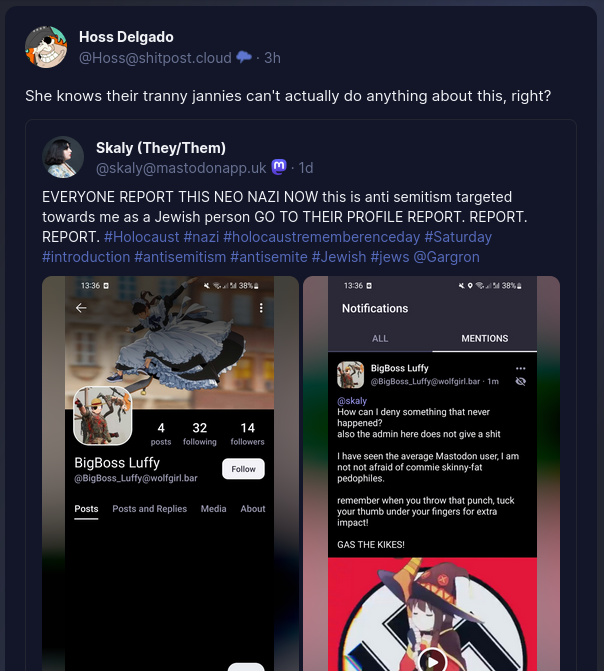 Hoss Delgado
@Hoss@shitpost.cloud · 3h
She knows their tranny jannies can't actually do anything about this, right?
Skaly (They/Them)
@skaly@mastodonapp.uk · 1d
EVERYONE REPORT THIS NEO NAZI NOW this is anti semitism targeted
towards me as a Jewish person GO TO THEIR PROFILE REPORT. REPORT.
REPORT. #Holocaust #nazi #holocaustrememberenceday #Saturday
#introduction #antisemitism #antisemite #Jewish #jews @Gargron
13:36 38%
4 32 14
posts following followers
BigBoss Luffy
@BigBoss_Luffy@wolfgirl.bar
Follow
Posts Posts and Replies Media About
13:36 38%
Notifications
ALL MENTIONS
BigBoss Luffy
@BigBoss_Luffy@wolfgirl.bar · 1m
@skaly
How can I deny something that never
happened?
also the admin here does not give a shit
I have seen the average Mastodon user, I am
not not afraid of commie skinny-fat
pedophiles.
remember when you throw that punch, tuck
your thumb under your fingers for extra
impact!
GAS THE KIKES!